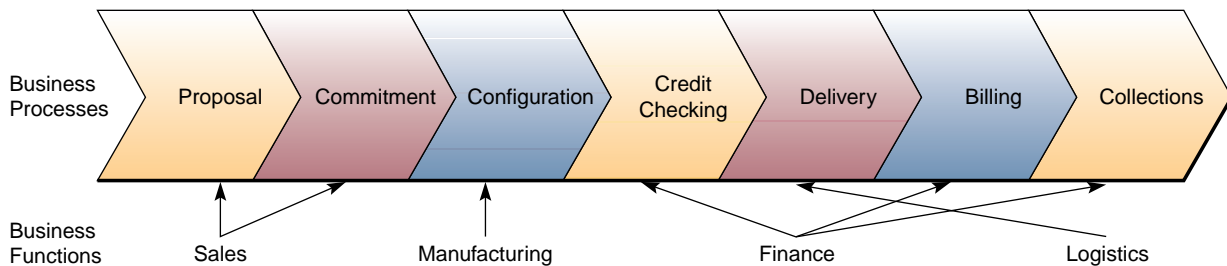 Business
Processes
Proposal
Commitment
Configuration
Credit
Checking
Delivery
Billing
Collections
Business
Functions
Sales
Manufacturing
Finance
Logistics